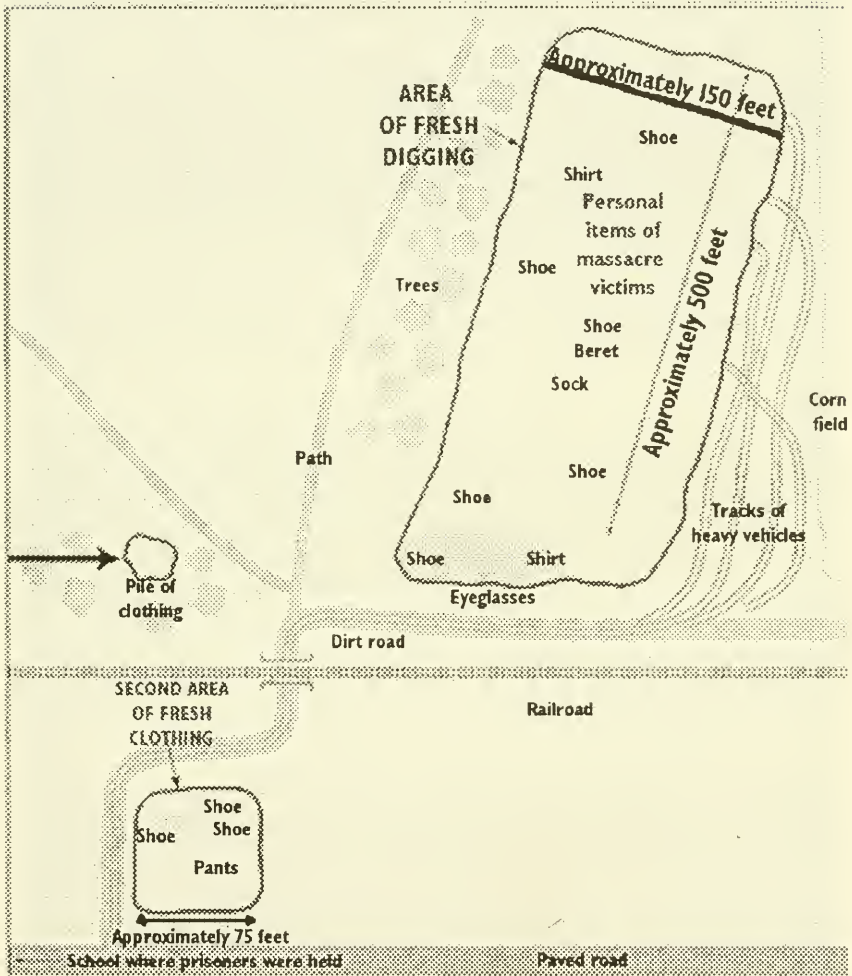 Approximately 150 feet
AREA
OF FRESH
DIGGING
Shoe
Shirt
Personal
items of
massacre
victims
Shoe
Trees
Approximately 500 feet
Shoe
Beret
Sock
Corn
field
Path
Shoe
Shoe
Tracks of
heavy vehicles
Shoe
Shirt
Pile of
clothing
Eyeglasses
Dirt road
SECOND AREA
OF FRESH
CLOTHING
Railroad
Shoe
Shoe
Shoe
Pants
Approximately 75 feet
School where prisoners were held
Paved road